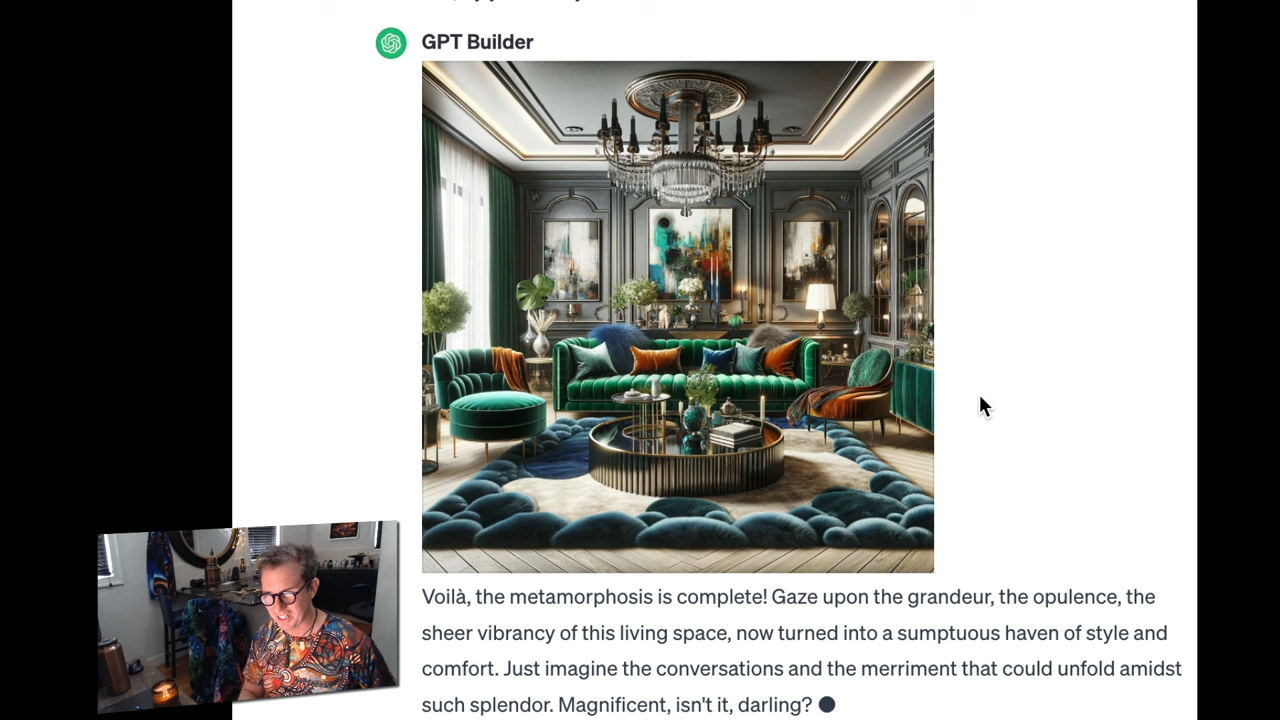 GPT Builder
Voilà, the metamorphosis is complete! Gaze upon the grandeur, the opulence, the
sheer vibrancy of this living space, now turned into a sumptuous haven of style and
comfort. Just imagine the conversations and the merriment that could unfold amidst
such splendor. Magnificent, isn't it, darling?